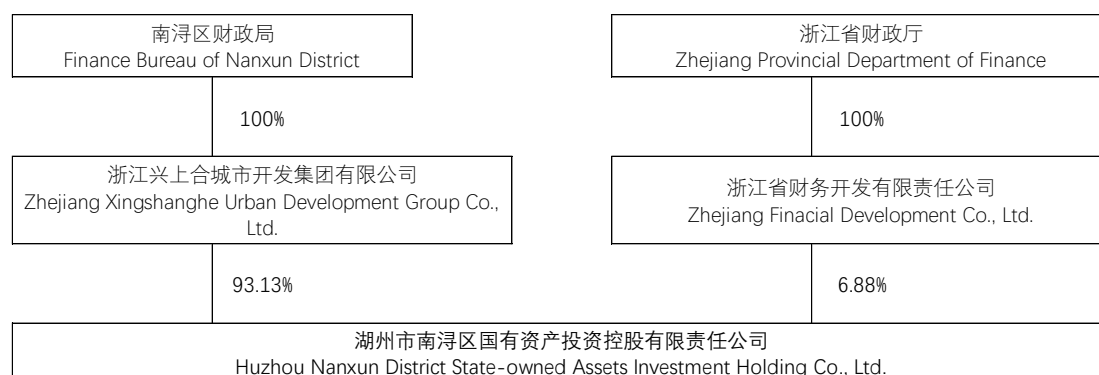 南浔区财政局
Finance Bureau of Nanxun District
浙江省财政厅
Zhejiang Provincial Department of Finance
100%
100%
浙江兴上合城市开发集团有限公司
Zhejiang Xingshanghe Urban Development Group Co.,
Ltd.
浙江省财务开发有限责任公司
Zhejiang Finacial Development Co., Ltd.
93.13%
6.88%
湖州市南浔区国有资产投资控股有限责任公司
Huzhou Nanxun District State-owned Assets Investment Holding Co., Ltd.